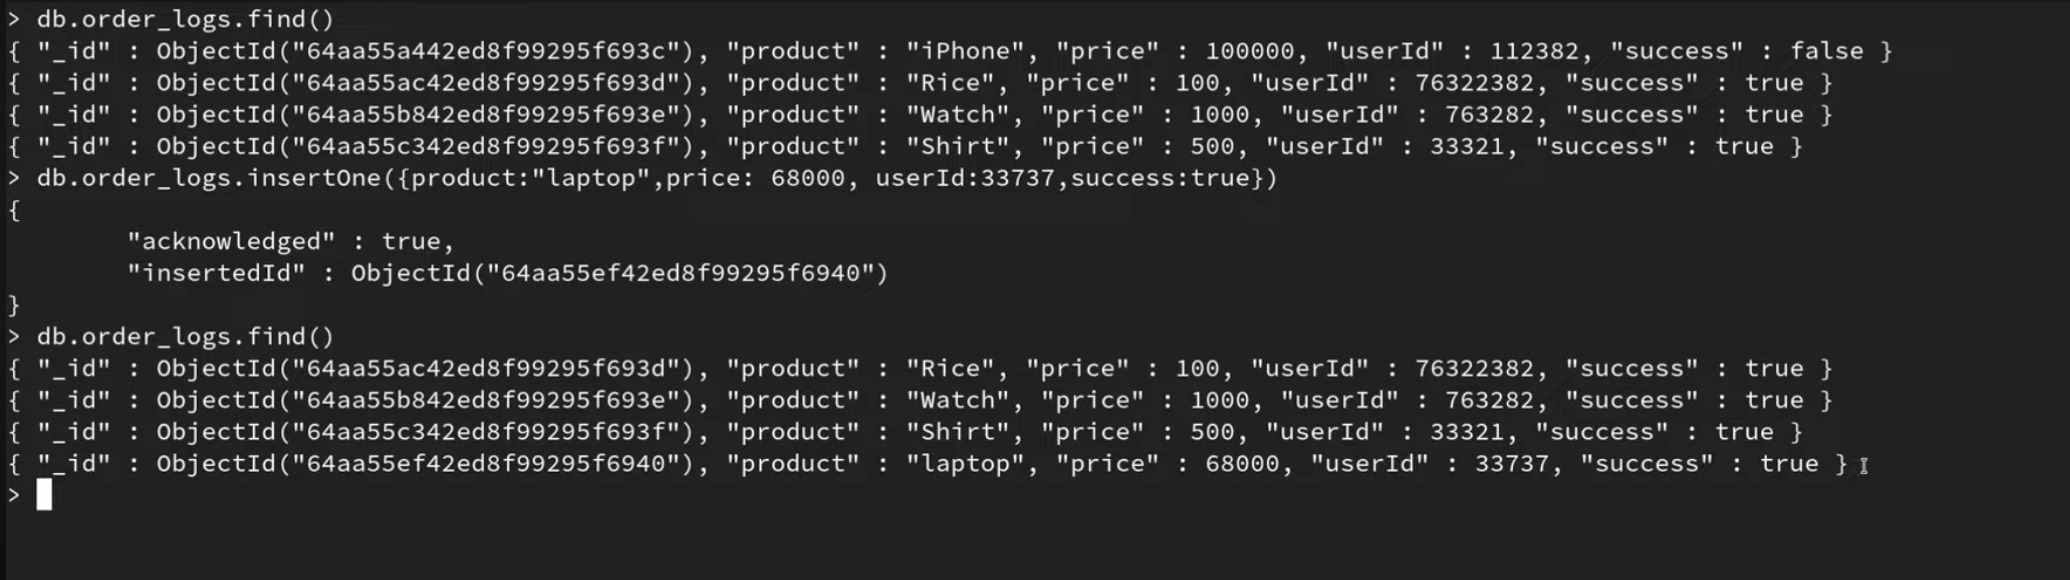 > db.order_logs.find()
{ "_id" : ObjectId("64aa55a442ed8f99295f693c"), "product" : "iPhone", "price" : 100000, "userId" : 112382, "success" : false }
{ "_id" : ObjectId("64aa55ac42ed8f99295f693d"), "product" : "Rice", "price" : 100, "userId" : 76322382, "success" : true }
{ "_id" : ObjectId("64aa55b842ed8f99295f693e"), "product" : "Watch", "price" : 1000, "userId" : 763282, "success" : true }
{ "_id" : ObjectId("64aa55c342ed8f99295f693f"), "product" : "Shirt", "price" : 500, "userId" : 33321, "success" : true }
> db.order_logs.insertOne({product:"laptop",price: 68000, userId:33737,success:true})
{
"acknowledged" : true,
"insertedId" : ObjectId("64aa55ef42ed8f99295f6940")
}
> db.order_logs.find()
{ "_id" : ObjectId("64aa55ac42ed8f99295f693d"), "product" : "Rice", "price" : 100, "userId" : 76322382, "success" : true }
{ "_id" : ObjectId("64aa55b842ed8f99295f693e"), "product" : "Watch", "price" : 1000, "userId" : 763282, "success" : true }
{ "_id" : ObjectId("64aa55c342ed8f99295f693f"), "product" : "Shirt", "price" : 500, "userId" : 33321, "success" : true }
{ "_id" : ObjectId("64aa55ef42ed8f99295f6940"), "product" : "laptop", "price" : 68000, "userId" : 33737, "success" : true }
>